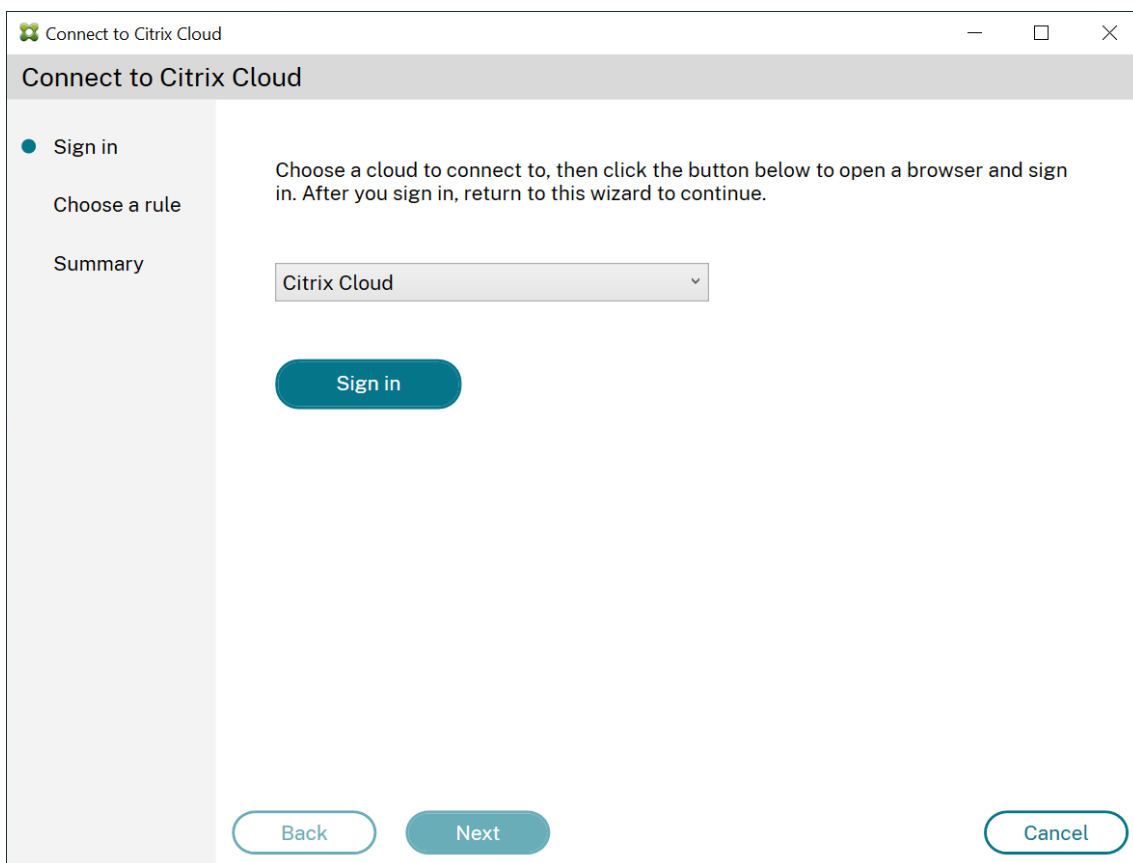 Connect to Citrix Cloud
Connect to Citrix Cloud
Sign in
Choose a rule
Summary
Choose a cloud to connect to, then click the button below to open a browser and sign
in. After you sign in, return to this wizard to continue.
Citrix Cloud
Sign in
Back
Next
Cancel